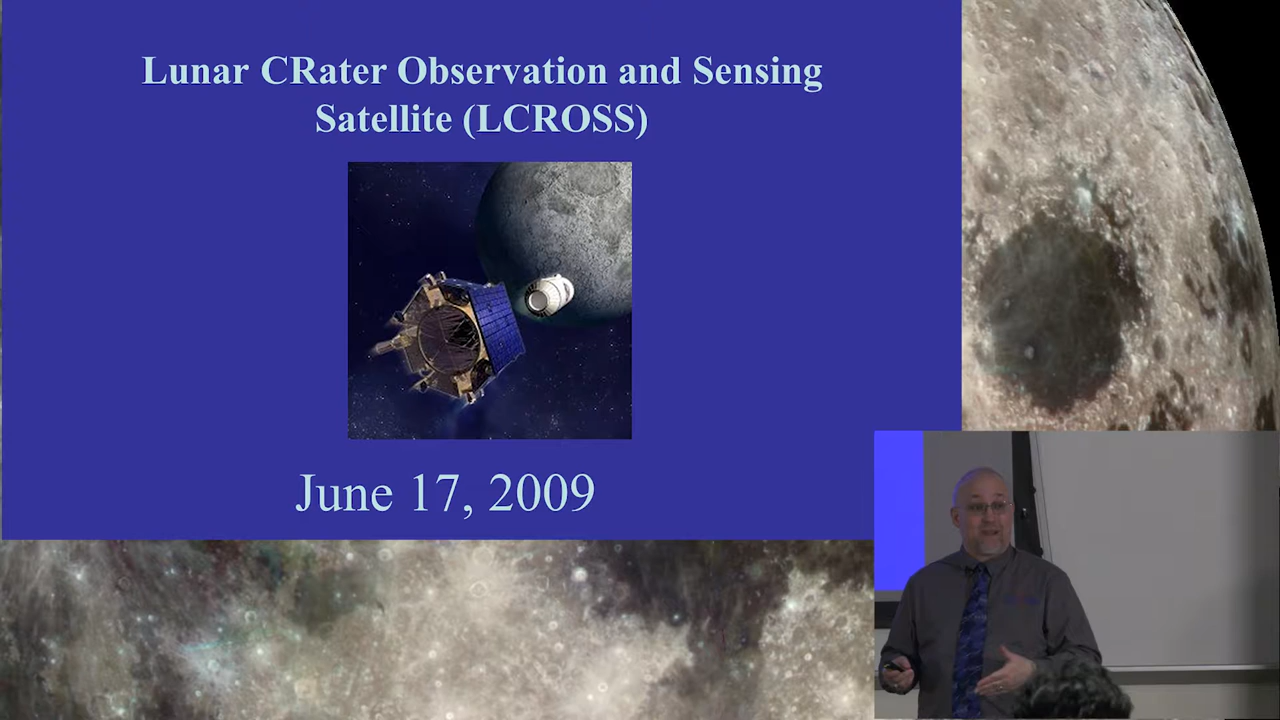 Lunar CRater Observation and Sensing
Satellite (LCROSS)
June 17, 2009